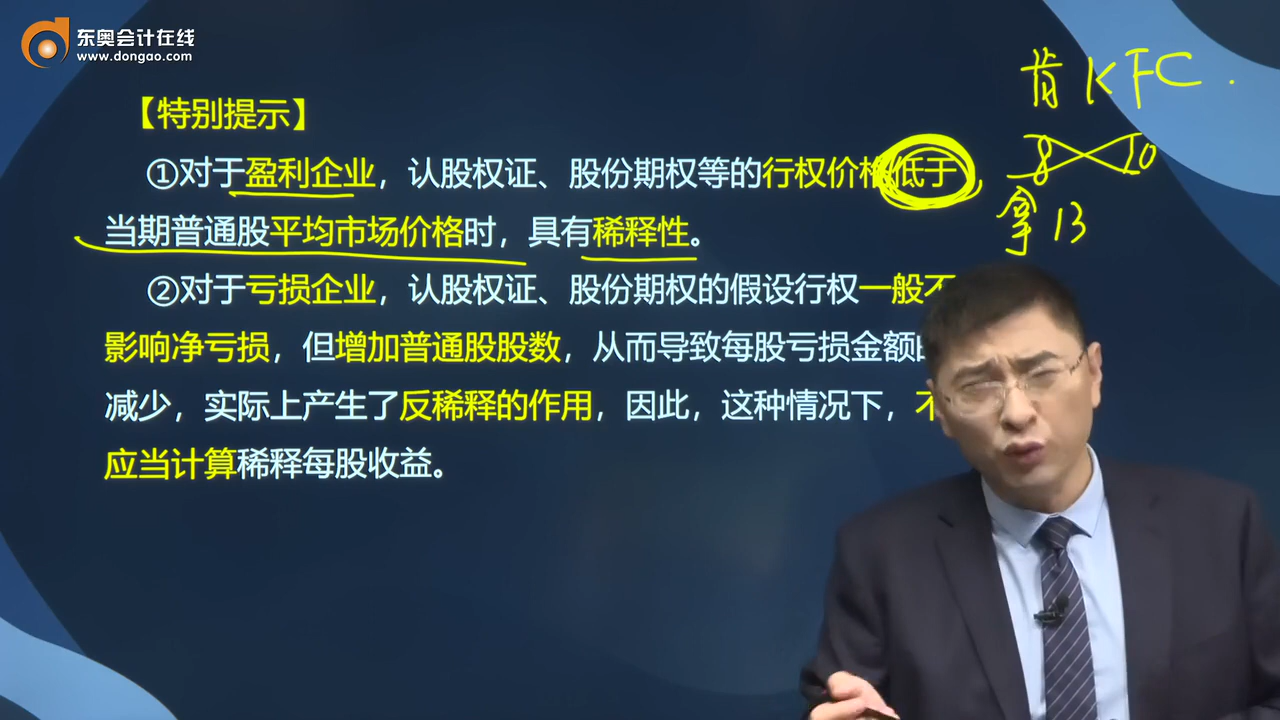 东奥会计在线
www.dongao.com
肯 KFC.
【特别提示】
①对于盈利企业，认股权证、股份期权等的行权价格低于
8 10
当期普通股平均市场价格时，具有稀释性。
拿 13
②对于亏损企业，认股权证、股份期权的假设行权一般不
影响净亏损，但增加普通股股数，从而导致每股亏损金额
减少，实际上产生了反稀释的作用，因此，这种情况下，不
应当计算稀释每股收益。